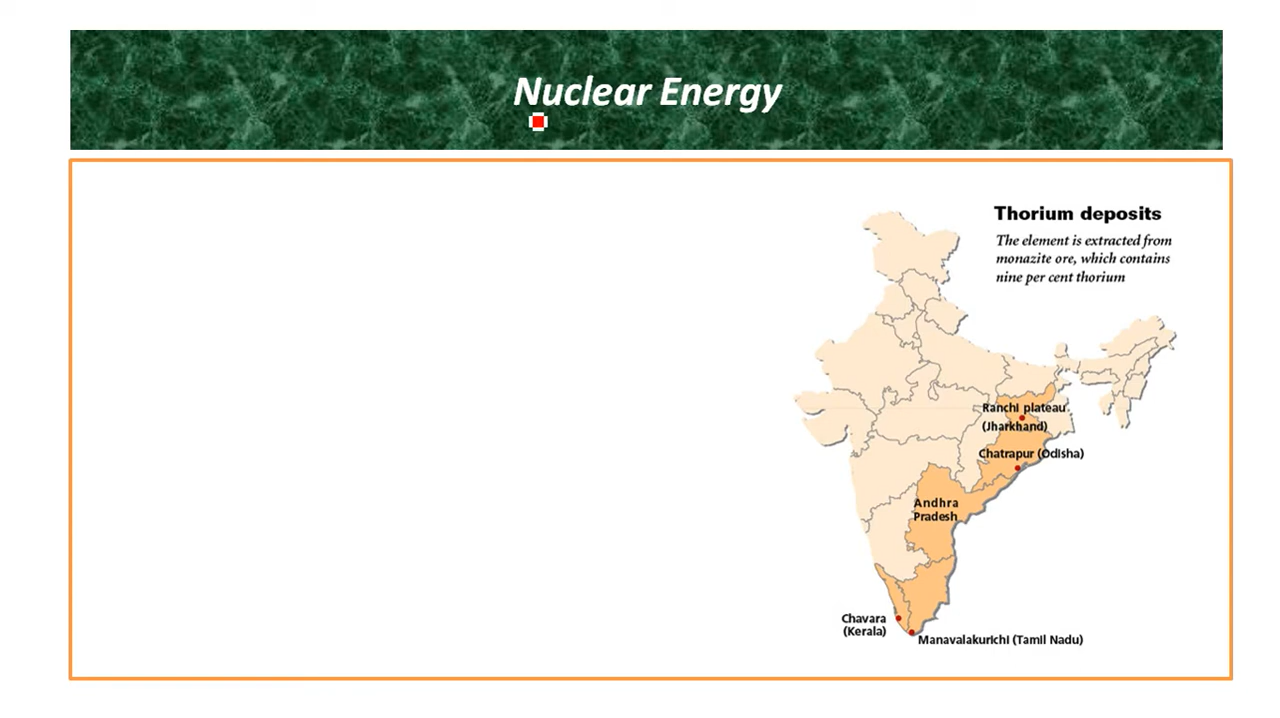 Nuclear Energy
Thorium deposits
The element is extracted from
monazite ore, which contains
nine per cent thorium
Ranchi plateau
(Jharkhand)
Chatrapur (Odisha)
Andhra
Pradesh
Chavara
(Kerala)
Manavalakurichi (Tamil Nadu)